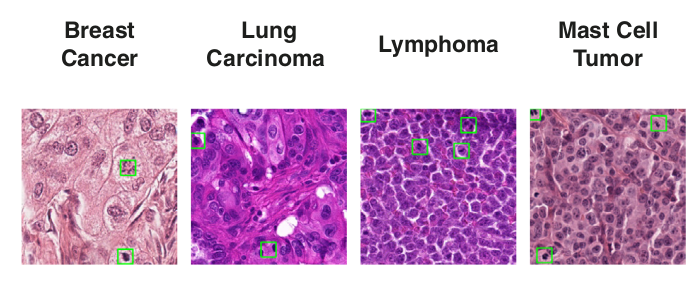 Breast
Cancer
Lung
Carcinoma
Lymphoma
Mast Cell
Tumor